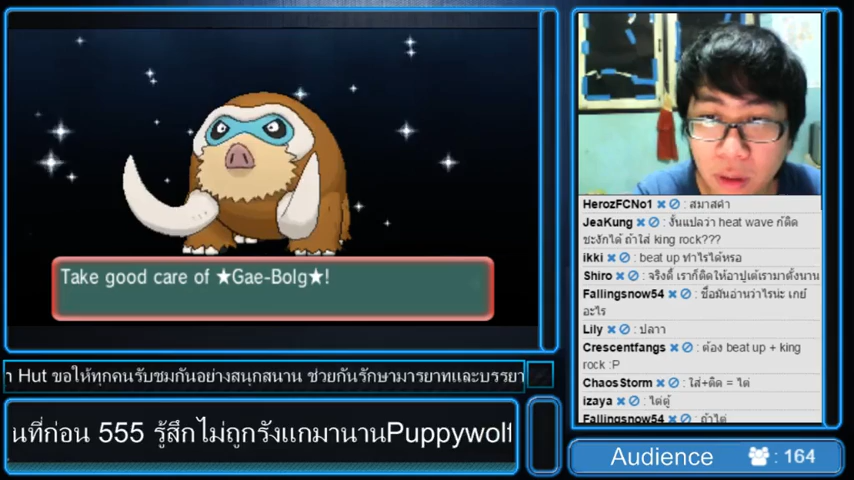 Take good care of ★Gae-Bolg★!
HerozFCNo1 : สมาสคำ
JeaKung : งั้นแปลว่า heat wave ก้ติด
ชะงักได้ ถ้าใส่ king rock???
ikki : beat up ทำไรได้หรอ
Shiro : จริงดิ้ เราก็ติดให้อาปูเต้เรามาตั้งนาน
Fallingsnow54 : ชื่อมันอ่านว่าไรน่ะ เกย์
อะไร
Lily : ปลาว
Crescentfangs : ต้อง beat up + king
rock :P
ChaosStorm : ใส่+ติด = ได้
izaya : ได้ตู้
Fallingsnow54 : ถ้าได้
Hut ขอให้ทุกคนรับชมกันอย่างสนุกสนาน ช่วยกันรักษามารยาทและบรรยา
นที่ก่อน 555 รู้สึกไม่ถูกรังแกมานานPuppywolf
Audience : 164